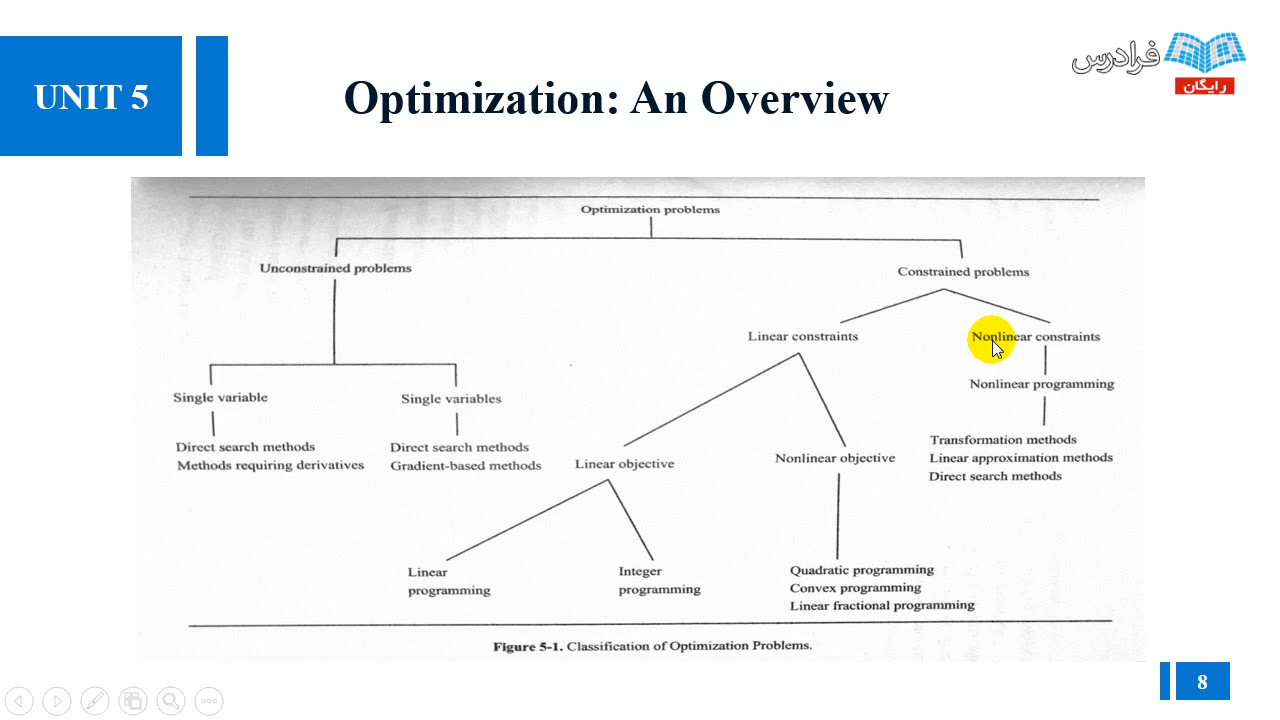 UNIT 5
Optimization: An Overview
فرادرس
رایگان
Optimization problems
Unconstrained problems
Constrained problems
Linear constraints
Nonlinear constraints
Nonlinear programming
Single variable
Single variables
Direct search methods
Methods requiring derivatives
Direct search methods
Gradient-based methods
Linear objective
Nonlinear objective
Transformation methods
Linear approximation methods
Direct search methods
Linear
programming
Integer
programming
Quadratic programming
Convex programming
Linear fractional programming
Figure 5-1. Classification of Optimization Problems.
8